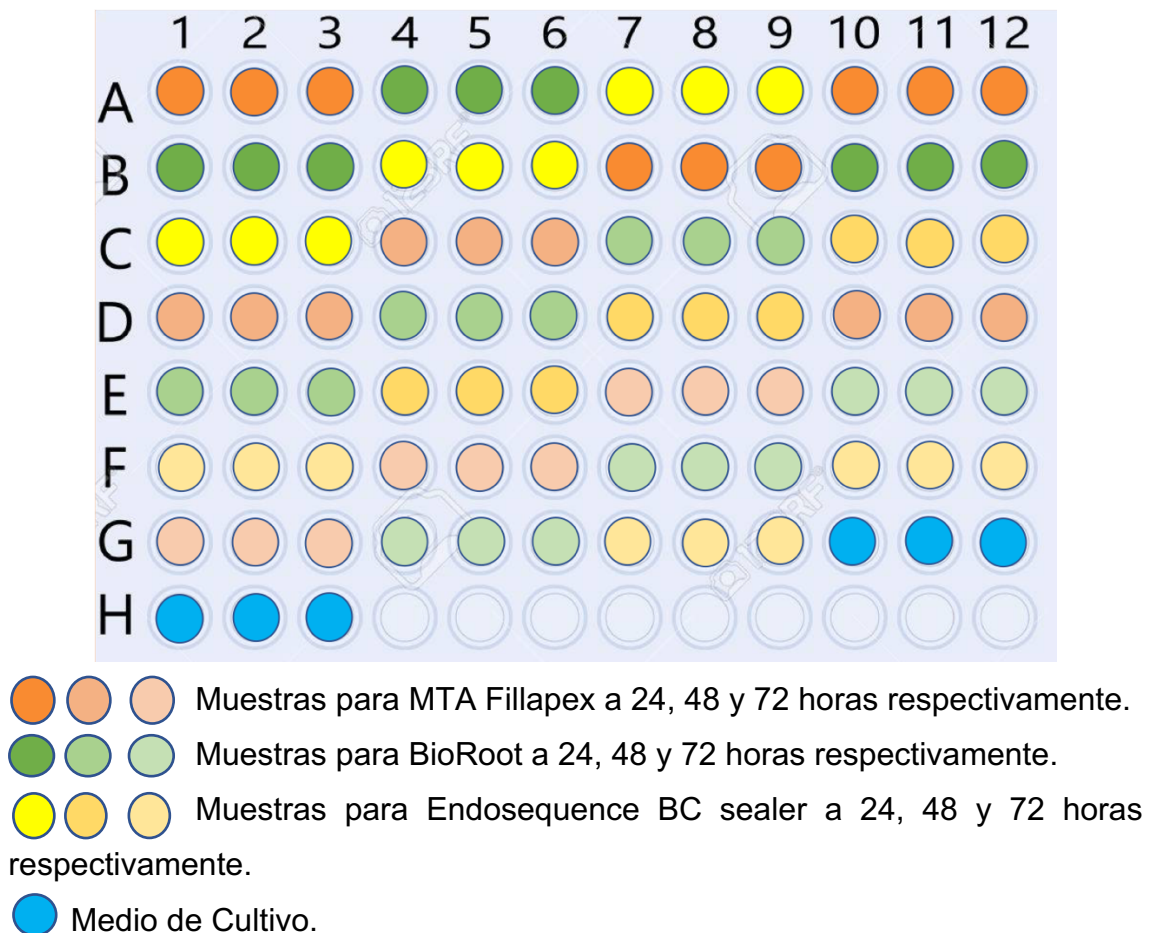 1 2 3 4 5 6 7 8 9 10 11 12
A
B
C
D
E
F
G
H
Muestras para MTA Fillapex a 24, 48 y 72 horas respectivamente.
Muestras para BioRoot a 24, 48 y 72 horas respectivamente.
Muestras para Endosequence BC sealer a 24, 48 y 72 horas
respectivamente.
Medio de Cultivo.